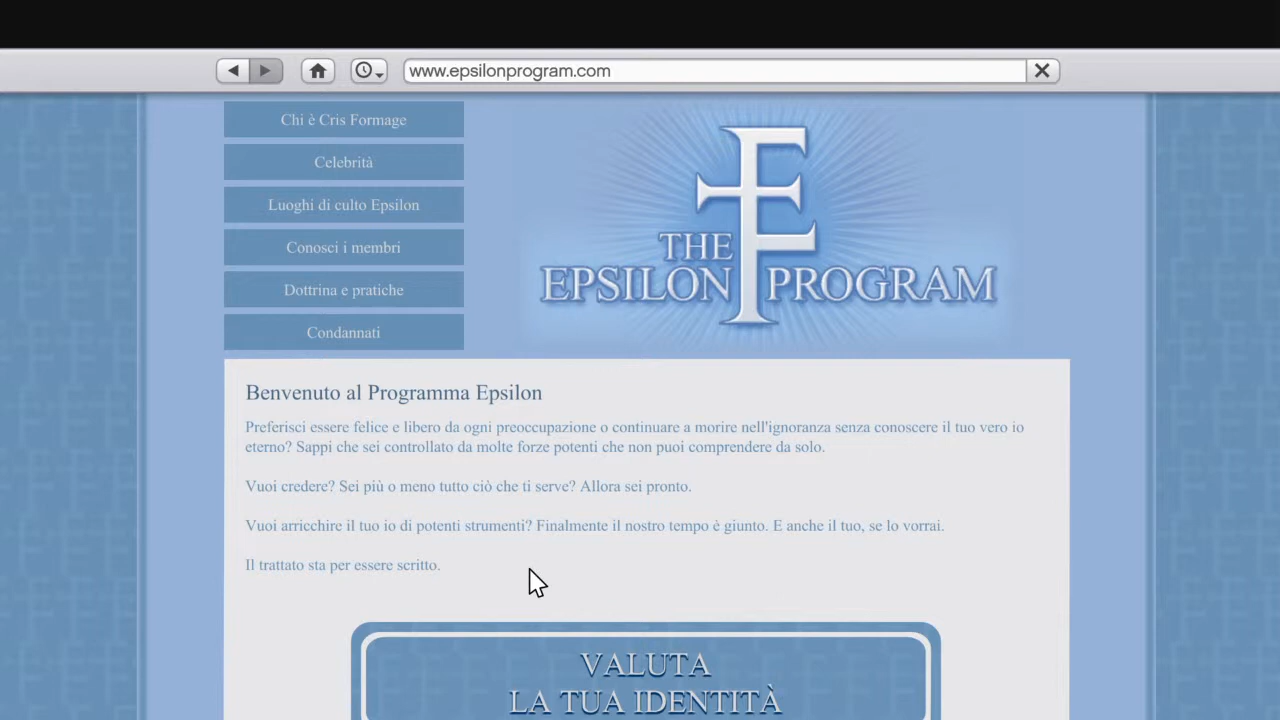 www.epsilonprogram.com
Chi è Cris Formage
Celebrità
Luoghi di culto Epsilon
Conosci i membri
Dottrina e pratiche
Condannati
THE
EPSILON PROGRAM
Benvenuto al Programma Epsilon
Preferisci essere felice e libero da ogni preoccupazione o continuare a morire nell'ignoranza senza conoscere il tuo vero io
eterno? Sappi che sei controllato da molte forze potenti che non puoi comprendere da solo.
Vuoi credere? Sei più o meno tutto ciò che ti serve? Allora sei pronto.
Vuoi arricchire il tuo io di potenti strumenti? Finalmente il nostro tempo è giunto. E anche il tuo, se lo vorrai.
Il trattato sta per essere scritto.
VALUTA
LA TUA IDENTITÀ